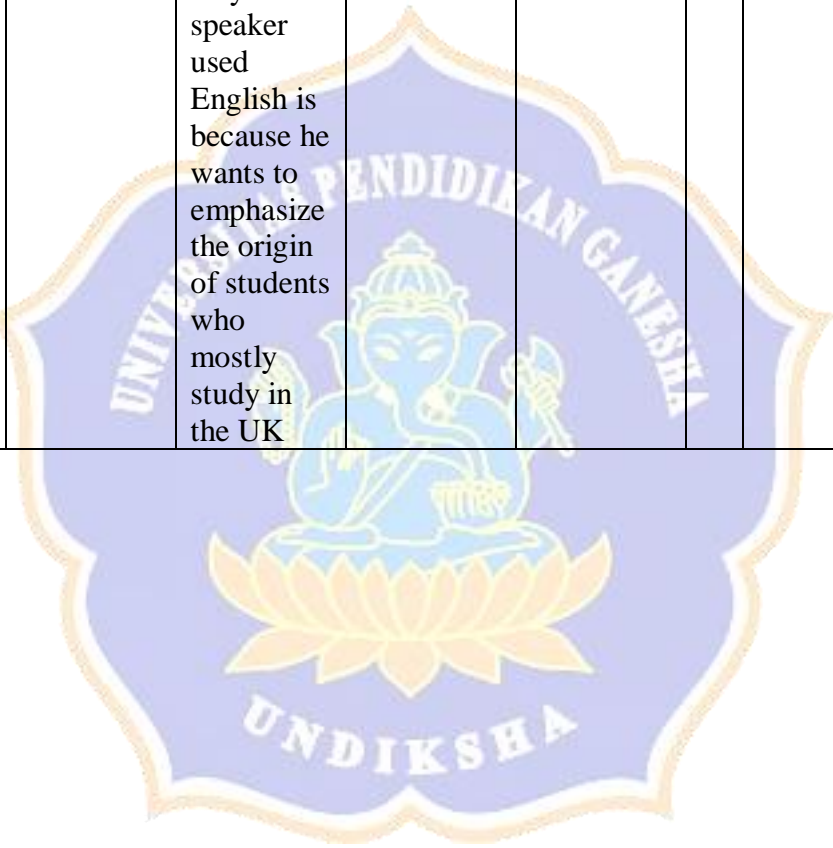 speaker
used
English is
because he
wants to
emphasize
the origin
of students
who
mostly
study in
the UK
UNIVERSITAS PENDIDIKAN GANESHA
UNDIKSHA